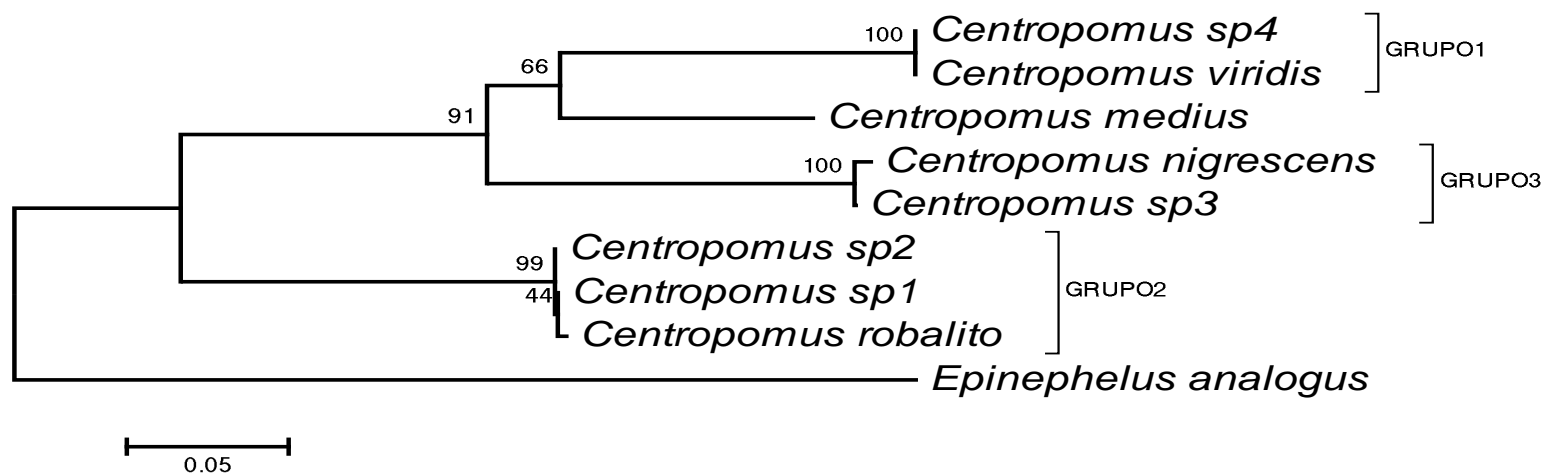 100
Centropomus sp4
GRUPO1
66
Centropomus viridis
91
Centropomus medius
100
Centropomus nigrescens
GRUPO3
Centropomus sp3
Centropomus sp2
99
44
Centropomus sp1
GRUPO2
Centropomus robalito
Epinephelus analogus
0.05